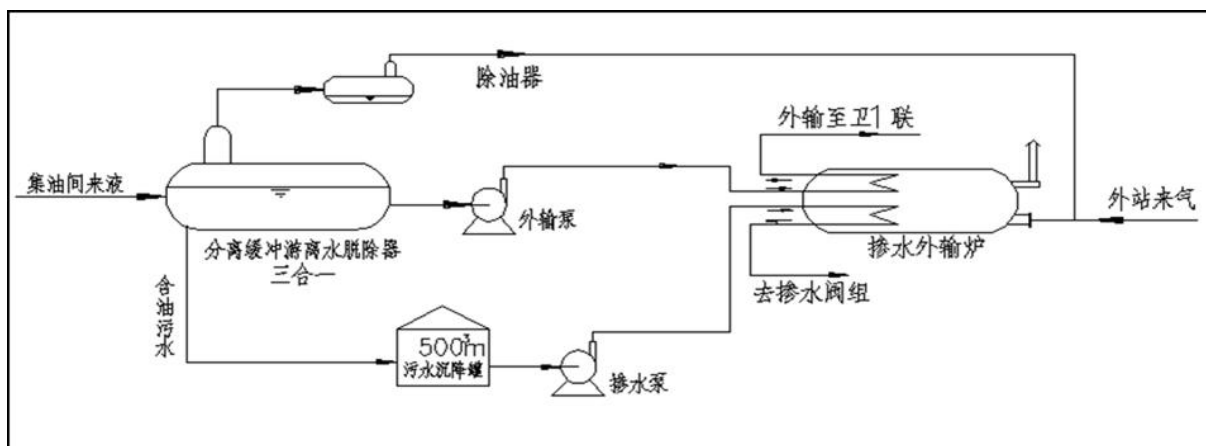 除油器
外输至卫1联
集油间来液
外输泵
外站来气
分离缓冲游离水脱除器
三合一
掺水外输炉
去掺水阀组
含油污水
500m³
污水沉降罐
掺水泵